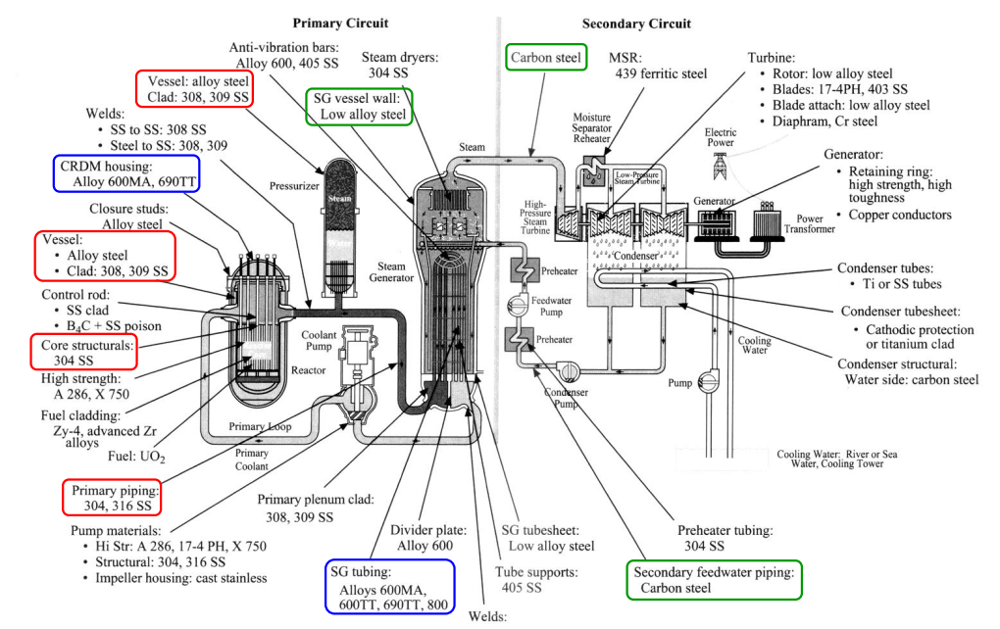 Primary Circuit
Secondary Circuit
Anti-vibration bars:
Alloy 600, 405 SS
Steam dryers:
304 SS
Carbon steel
MSR:
439 ferritic steel
Turbine:
• Rotor: low alloy steel
• Blades: 17-4PH, 403 SS
• Blade attach: low alloy steel
• Diaphram, Cr steel
Vessel: alloy steel
Clad: 308, 309 SS
SG vessel wall:
Low alloy steel
Welds:
• SS to SS: 308 SS
• Steel to SS: 308, 309
Moisture
Separator
Reheater
Electric
Power
Steam
CRDM housing:
Alloy 600MA, 690TT
Pressurizer
Steam
Water
Low-Pressure
Steam Turbine
High-
Pressure
Steam
Turbine
Generator
Generator:
• Retaining ring:
high strength, high
toughness
• Copper conductors
Power
Transformer
Closure studs:
Alloy steel
Vessel:
• Alloy steel
• Clad: 308, 309 SS
Steam
Generator
Preheater
Condenser
Condenser tubes:
• Ti or SS tubes
Control rod:
• SS clad
• B4C + SS poison
Feedwater
Pump
Condenser tubesheet:
• Cathodic protection
or titanium clad
Core structurals:
304 SS
Coolant
Pump
Preheater
Cooling
Water
Reactor
High strength:
A 286, X 750
Condenser
Pump
Pump
Condenser structural:
Water side: carbon steel
Fuel cladding:
Zy-4, advanced Zr
alloys
Primary Loop
Fuel: UO2
Primary
Coolant
Cooling Water: River or Sea
Water, Cooling Tower
Primary piping:
304, 316 SS
Primary plenum clad:
308, 309 SS
Pump materials:
• Hi Str: A 286, 17-4 PH, X 750
• Structural: 304, 316 SS
• Impeller housing: cast stainless
Divider plate:
Alloy 600
SG tubesheet:
Low alloy steel
Preheater tubing:
304 SS
SG tubing:
Alloys 600MA,
600TT, 690TT, 800
Tube supports:
405 SS
Secondary feedwater piping:
Carbon steel
Welds: